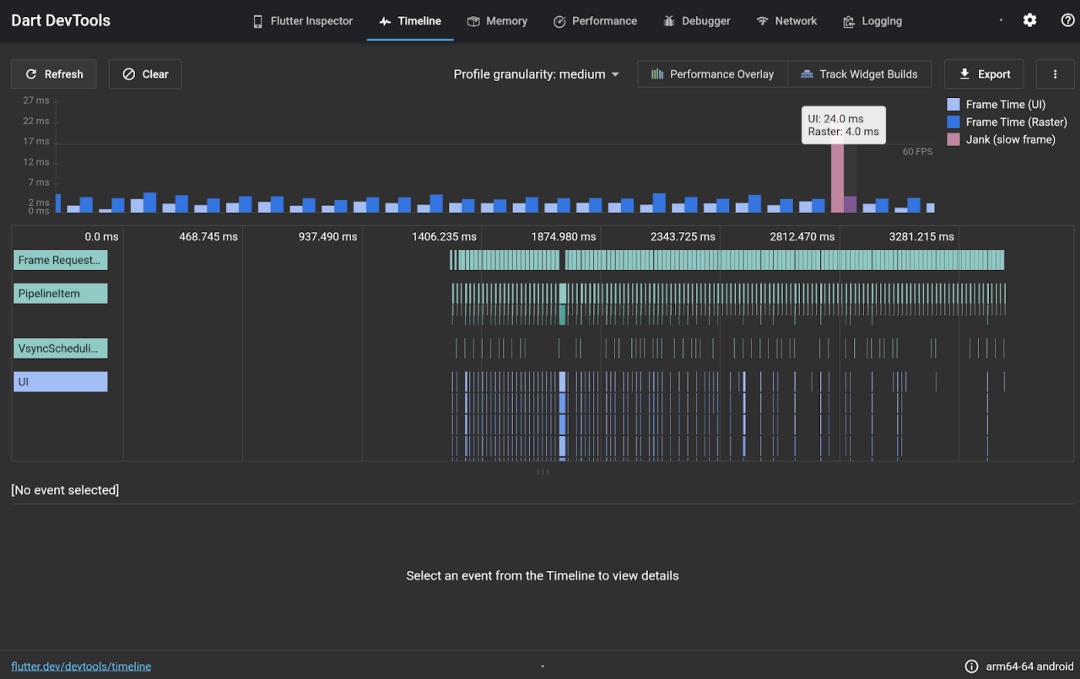 Dart DevTools
Flutter Inspector
Timeline
Memory
Performance
Debugger
Network
Logging
Refresh
Clear
Profile granularity: medium
Performance Overlay
Track Widget Builds
Export
27 ms
22 ms
17 ms
12 ms
7 ms
2 ms
0 ms
UI: 24.0 ms
Raster: 4.0 ms
60 FPS
Frame Time (UI)
Frame Time (Raster)
Jank (slow frame)
0.0 ms
468.745 ms
937.490 ms
1406.235 ms
1874.980 ms
2343.725 ms
2812.470 ms
3281.215 ms
Frame Request...
PipelineItem
VsyncScheduli...
UI
[No event selected]
Select an event from the Timeline to view details
flutter.dev/devtools/timeline
arm64-64 android